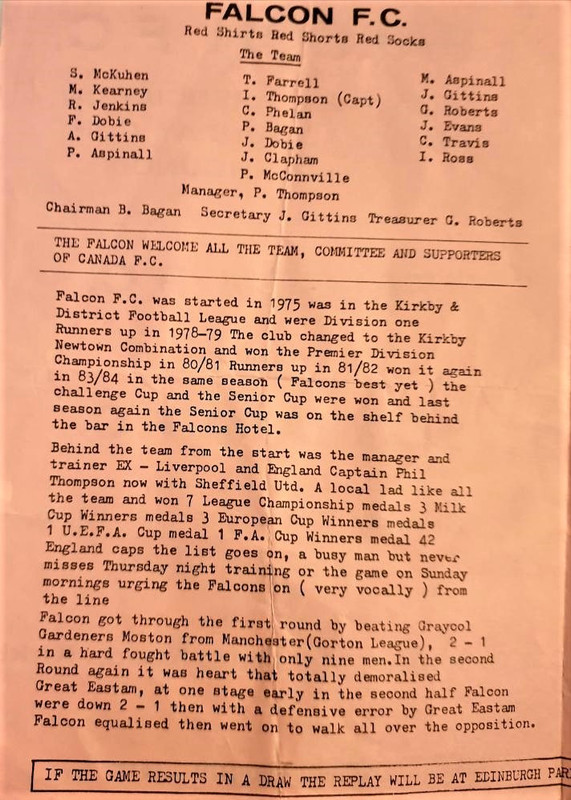 FALCON F.C.
Red Shirts Red Shorts Red Socks
The Team
S. McKuhen
M. Kearney
R. Jenkins
F. Dobie
A. Gittins
P. Aspinall
T. Farrell
I. Thompson (Capt)
C. Phelan
P. Bagan
J. Dobie
J. Clapham
P. McConnville
M. Aspinall
J. Gittins
G. Roberts
J. Evans
C. Travis
I. Ross
Manager, P. Thompson
Chairman B. Bagan Secretary J. Gittins Treasurer G. Roberts
THE FALCON WELCOME ALL THE TEAM, COMMITTEE AND SUPPORTERS
OF CANADA F.C.
Falcon F.C. was started in 1975 was in the Kirkby &
District Football League and were Division one
Runners up in 1978-79 The club changed to the Kirkby
Newtown Combination and won the Premier Division
Championship in 80/81 Runners up in 81/82 won it again
in 83/84 in the same season ( Falcons best yet ) the
challenge Cup and the Senior Cup were won and last
season again the Senior Cup was on the shelf behind
the bar in the Falcons Hotel.
Behind the team from the start was the manager and
trainer EX - Liverpool and England Captain Phil
Thompson now with Sheffield Utd. A local lad like all
the team and won 7 League Championship medals 3 Milk
Cup Winners medals 3 European Cup Winners medals
1 U.E.F.A. Cup medal 1 F.A. Cup Winners medal 42
England caps the list goes on, a busy man but never
misses Thursday night training or the game on Sunday
mornings urging the Falcons on ( very vocally ) from
the line
Falcon got through the first round by beating Graycol
Gardeners Moston from Manchester(Gorton League), 2 - 1
in a hard fought battle with only nine men.In the second
Round again it was heart that totally demoralised
Great Eastam, at one stage early in the second half Falcon
were down 2 - 1 then with a defensive error by Great Eastam
Falcon equalised then went on to walk all over the opposition.
IF THE GAME RESULTS IN A DRAW THE REPLAY WILL BE AT EDINBURGH PAR